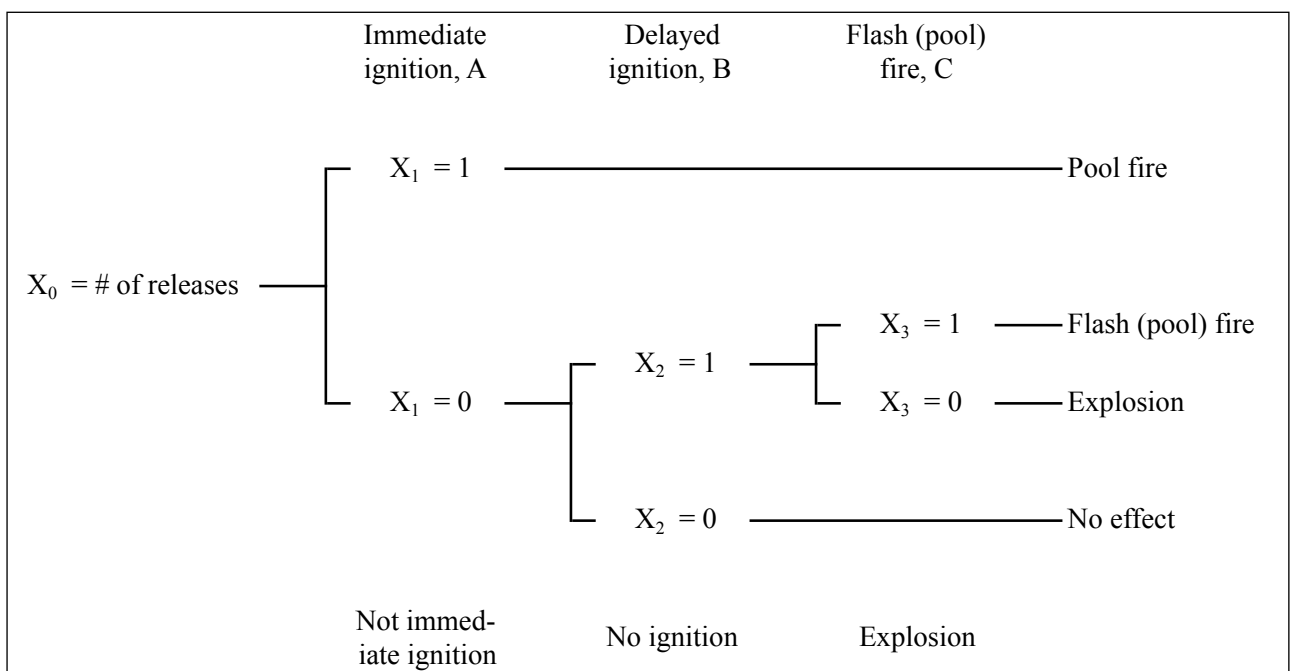 Immediate
ignition, A
Delayed
ignition, B
Flash (pool)
fire, C
X₁ = 1
Pool fire
X₀ = # of releases
X₃ = 1
Flash (pool) fire
X₂ = 1
X₁ = 0
X₃ = 0
Explosion
X₂ = 0
No effect
Not immed-
iate ignition
No ignition
Explosion